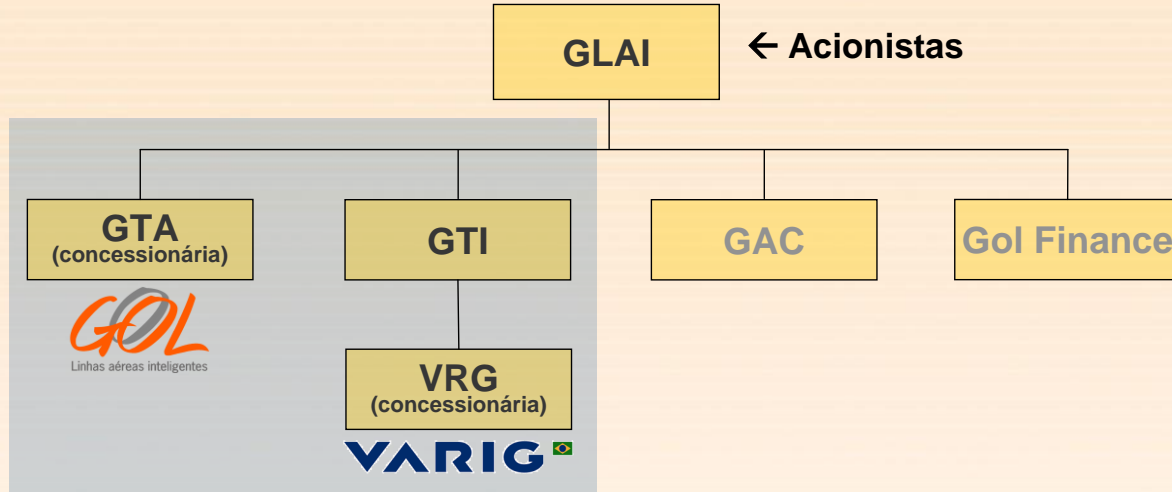 GLAI
← Acionistas
GTA
(concessionária)
GTI
GAC
Gol Finance
GOL
Linhas aéreas inteligentes
VRG
(concessionária)
VARIG